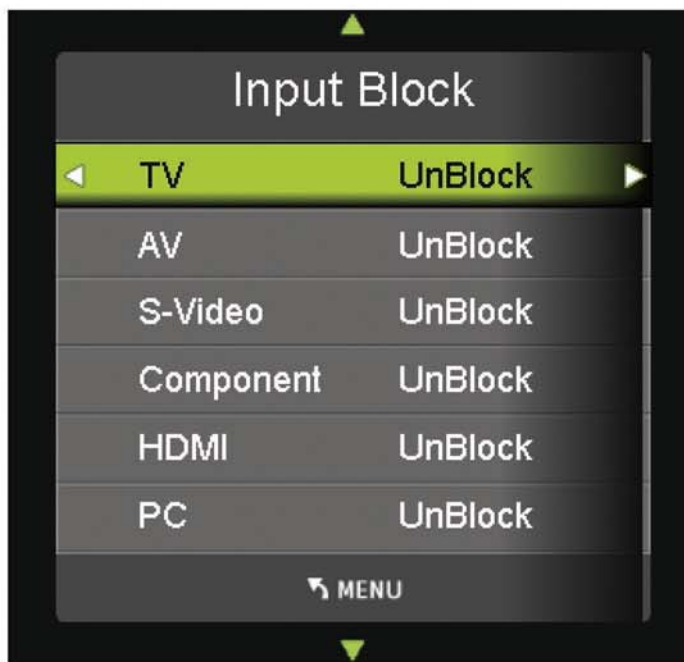 Input Block
TV UnBlock
AV UnBlock
S-Video UnBlock
Component UnBlock
HDMI UnBlock
PC UnBlock
MENU